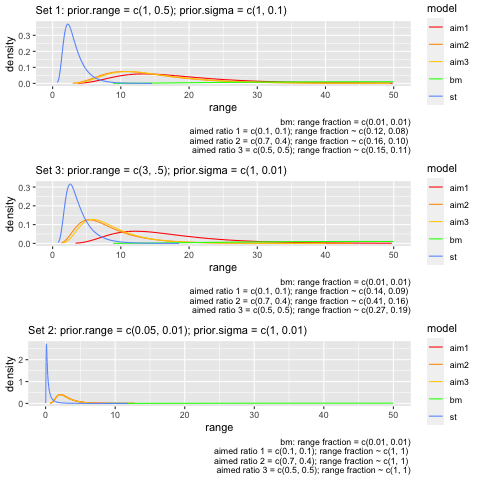 Set 1: prior.range = c(1, 0.5); prior.sigma = c(1, 0.1)
density
0.3
0.2
0.1
0.0
0 10 20 30 40 50
range
model
aim1
aim2
aim3
bm
st
bm: range fraction = c(0.01, 0.01)
aimed ratio 1 = c(0.1, 0.1); range fraction ~ c(0.12, 0.08)
aimed ratio 2 = c(0.7, 0.4); range fraction ~ c(0.16, 0.10)
aimed ratio 3 = c(0.5, 0.5); range fraction ~ c(0.15, 0.11)
Set 3: prior.range = c(3, .5); prior.sigma = c(1, 0.01)
density
0.3
0.2
0.1
0.0
0 10 20 30 40 50
range
model
aim1
aim2
aim3
bm
st
bm: range fraction = c(0.01, 0.01)
aimed ratio 1 = c(0.1, 0.1); range fraction ~ c(0.14, 0.09)
aimed ratio 2 = c(0.7, 0.4); range fraction ~ c(0.41, 0.16)
aimed ratio 3 = c(0.5, 0.5); range fraction ~ c(0.27, 0.19)
Set 2: prior.range = c(0.05, 0.01); prior.sigma = c(1, 0.01)
density
2
1
0
0 10 20 30 40 50
range
model
aim1
aim2
aim3
bm
st
bm: range fraction = c(0.01, 0.01)
aimed ratio 1 = c(0.1, 0.1); range fraction ~ c(1, 1)
aimed ratio 2 = c(0.7, 0.4); range fraction ~ c(1, 1)
aimed ratio 3 = c(0.5, 0.5); range fraction ~ c(1, 1)